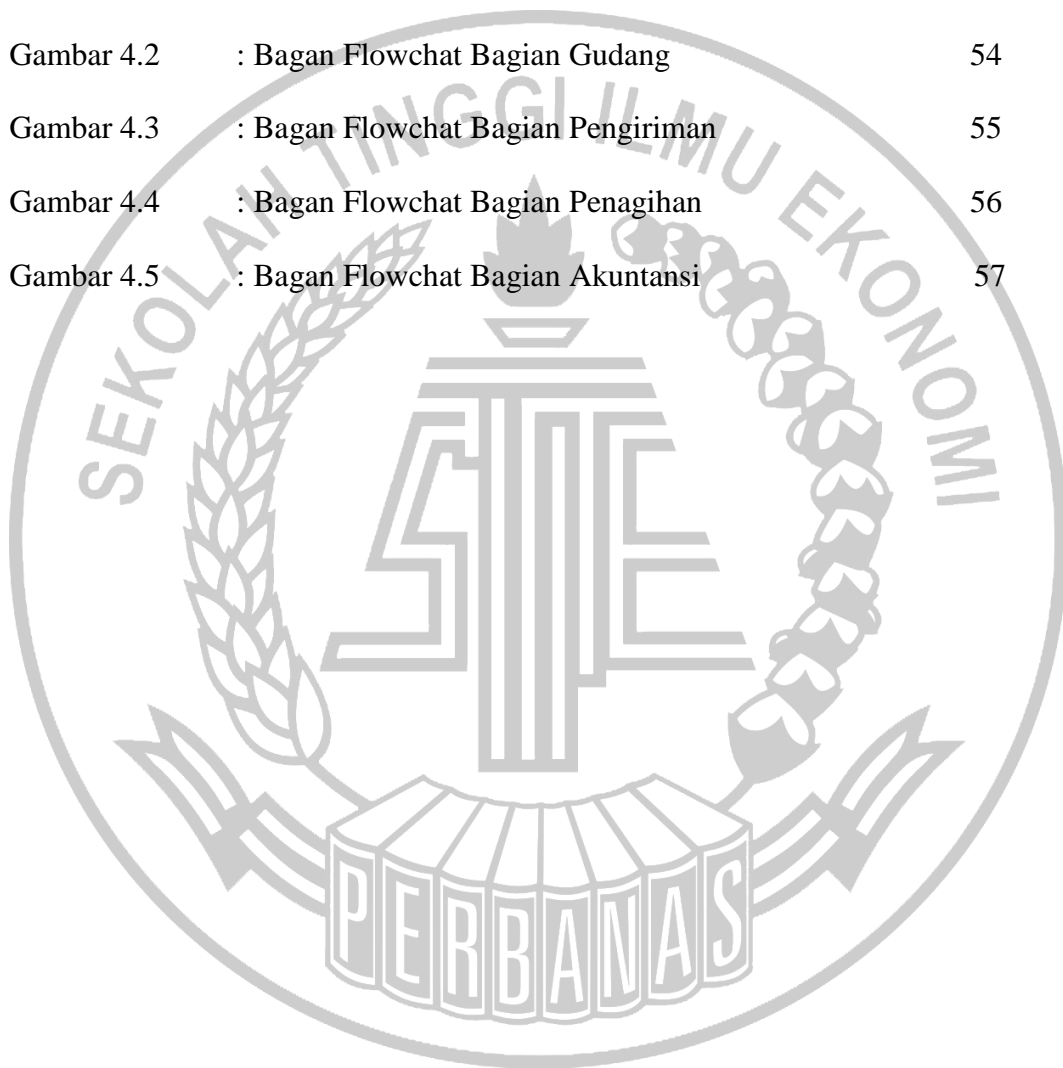 Gambar 4.2 : Bagan Flowchat Bagian Gudang 54
Gambar 4.3 : Bagan Flowchat Bagian Pengiriman 55
Gambar 4.4 : Bagan Flowchat Bagian Penagihan 56
Gambar 4.5 : Bagan Flowchat Bagian Akuntansi 57
SEKOLAH TINGGI ILMU EKONOMI
STIE
PERBANAS